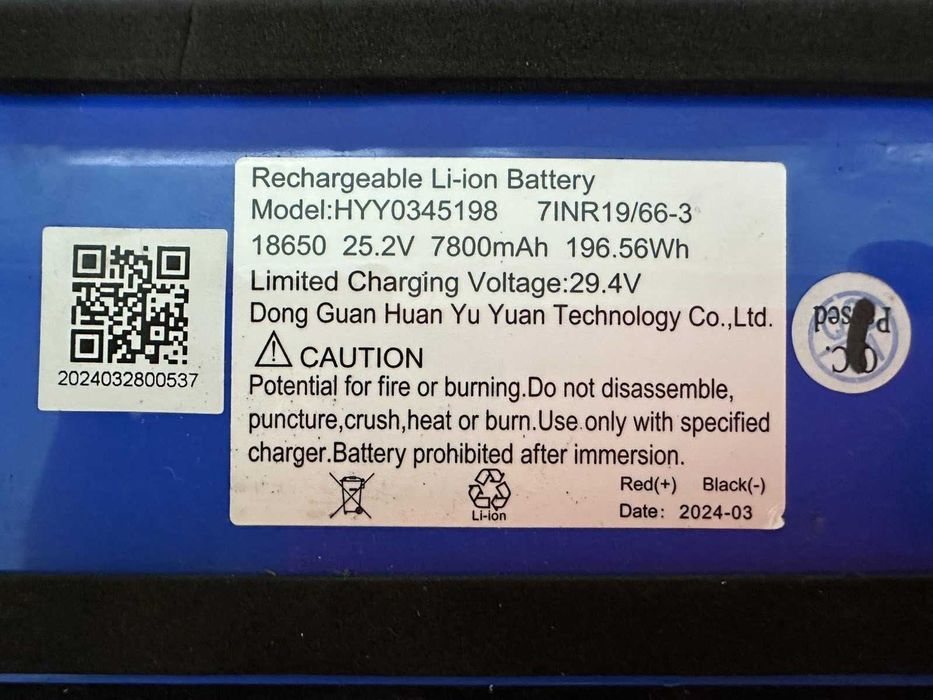 Rechargeable Li-ion Battery
Model:HYY0345198 7INR19/66-3
18650 25.2V 7800mAh 196.56Wh
Limited Charging Voltage:29.4V
Dong Guan Huan Yu Yuan Technology Co.,Ltd.
CAUTION
Potential for fire or burning.Do not disassemble,
puncture,crush,heat or burn.Use only with specified
charger.Battery prohibited after immersion.
Li-ion
Red(+) Black(-)
Date: 2024-03
2024032800537
Q.C.
Passed